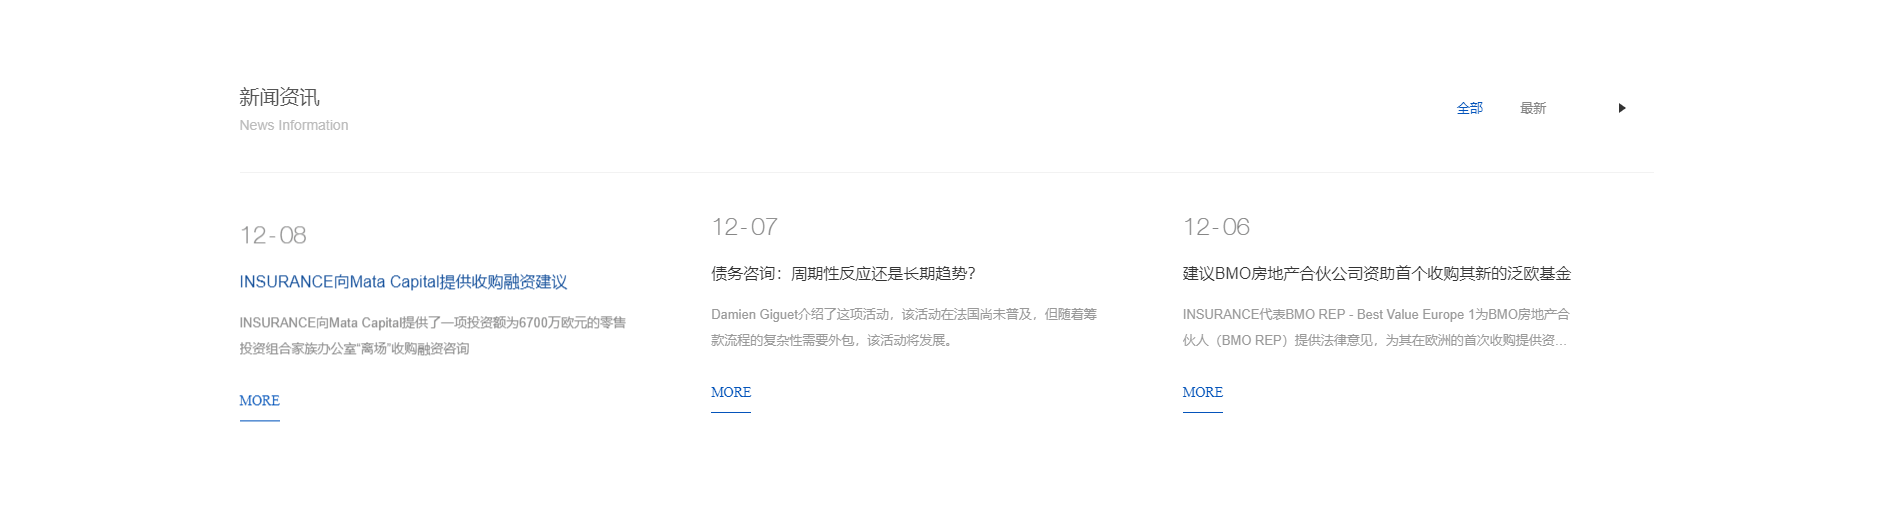 新闻资讯
News Information
全部
最新
12-08
INSURANCE向Mata Capital提供收购融资建议
INSURANCE向Mata Capital提供了一项投资额为6700万欧元的零售
投资组合家族办公室“离场”收购融资咨询
MORE
12-07
债务咨询：周期性反应还是长期趋势？
Damien Giguet介绍了这项活动，该活动在法国尚未普及，但随着筹
款流程的复杂性需要外包，该活动将发展。
MORE
12-06
建议BMO房地产合伙公司资助首个收购其新的泛欧基金
INSURANCE代表BMO REP - Best Value Europe 1为BMO房地产合
伙人（BMO REP）提供法律意见，为其在欧洲的首次收购提供资...
MORE